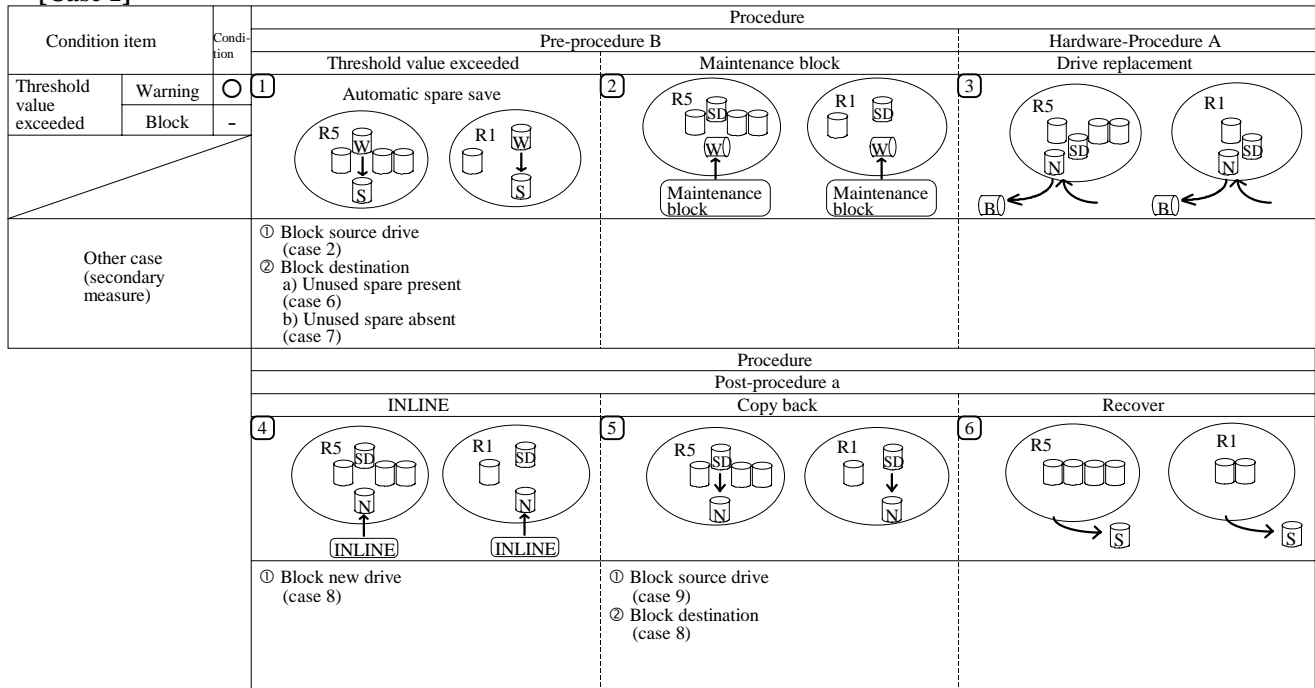 Procedure
Condition item
Condi-
tion
Pre-procedure B
Hardware-Procedure A
Threshold value exceeded
Maintenance block
Drive replacement
Threshold
value
exceeded
Warning
○
Block
-
1
Automatic spare save
R5
W
S
R1
W
S
2
R5
SD
W
Maintenance
block
R1
SD
W
Maintenance
block
3
R5
SD
N
B
R1
SD
N
B
Other case
(secondary
measure)
① Block source drive
(case 2)
② Block destination
a) Unused spare present
(case 6)
b) Unused spare absent
(case 7)
Procedure
Post-procedure a
INLINE
Copy back
Recover
4
R5
SD
N
INLINE
R1
SD
N
INLINE
5
R5
SD
N
R1
SD
N
6
R5
S
R1
S
① Block new drive
(case 8)
① Block source drive
(case 9)
② Block destination
(case 8)